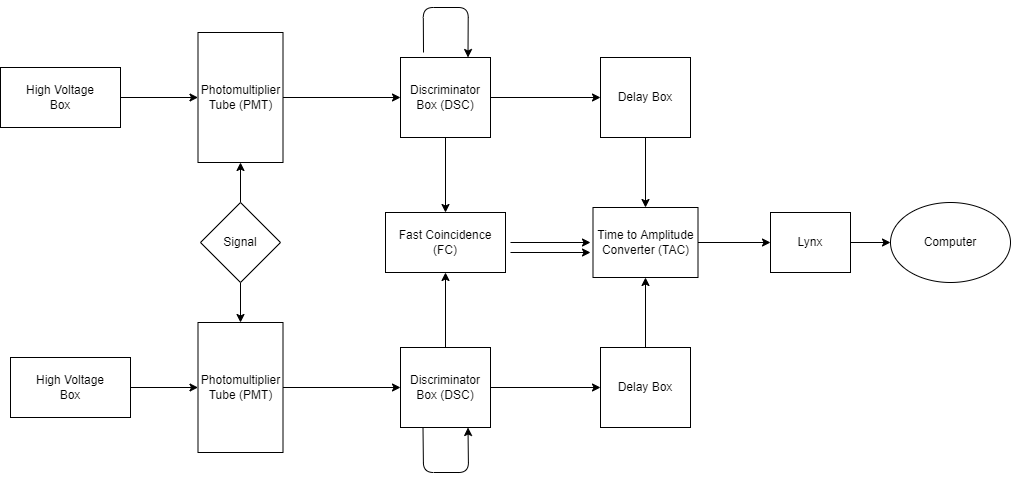 High Voltage
Box
Photomultiplier
Tube (PMT)
Discriminator
Box (DSC)
Delay Box
Signal
Fast Coincidence
(FC)
Time to Amplitude
Converter (TAC)
Lynx
Computer
High Voltage
Box
Photomultiplier
Tube (PMT)
Discriminator
Box (DSC)
Delay Box